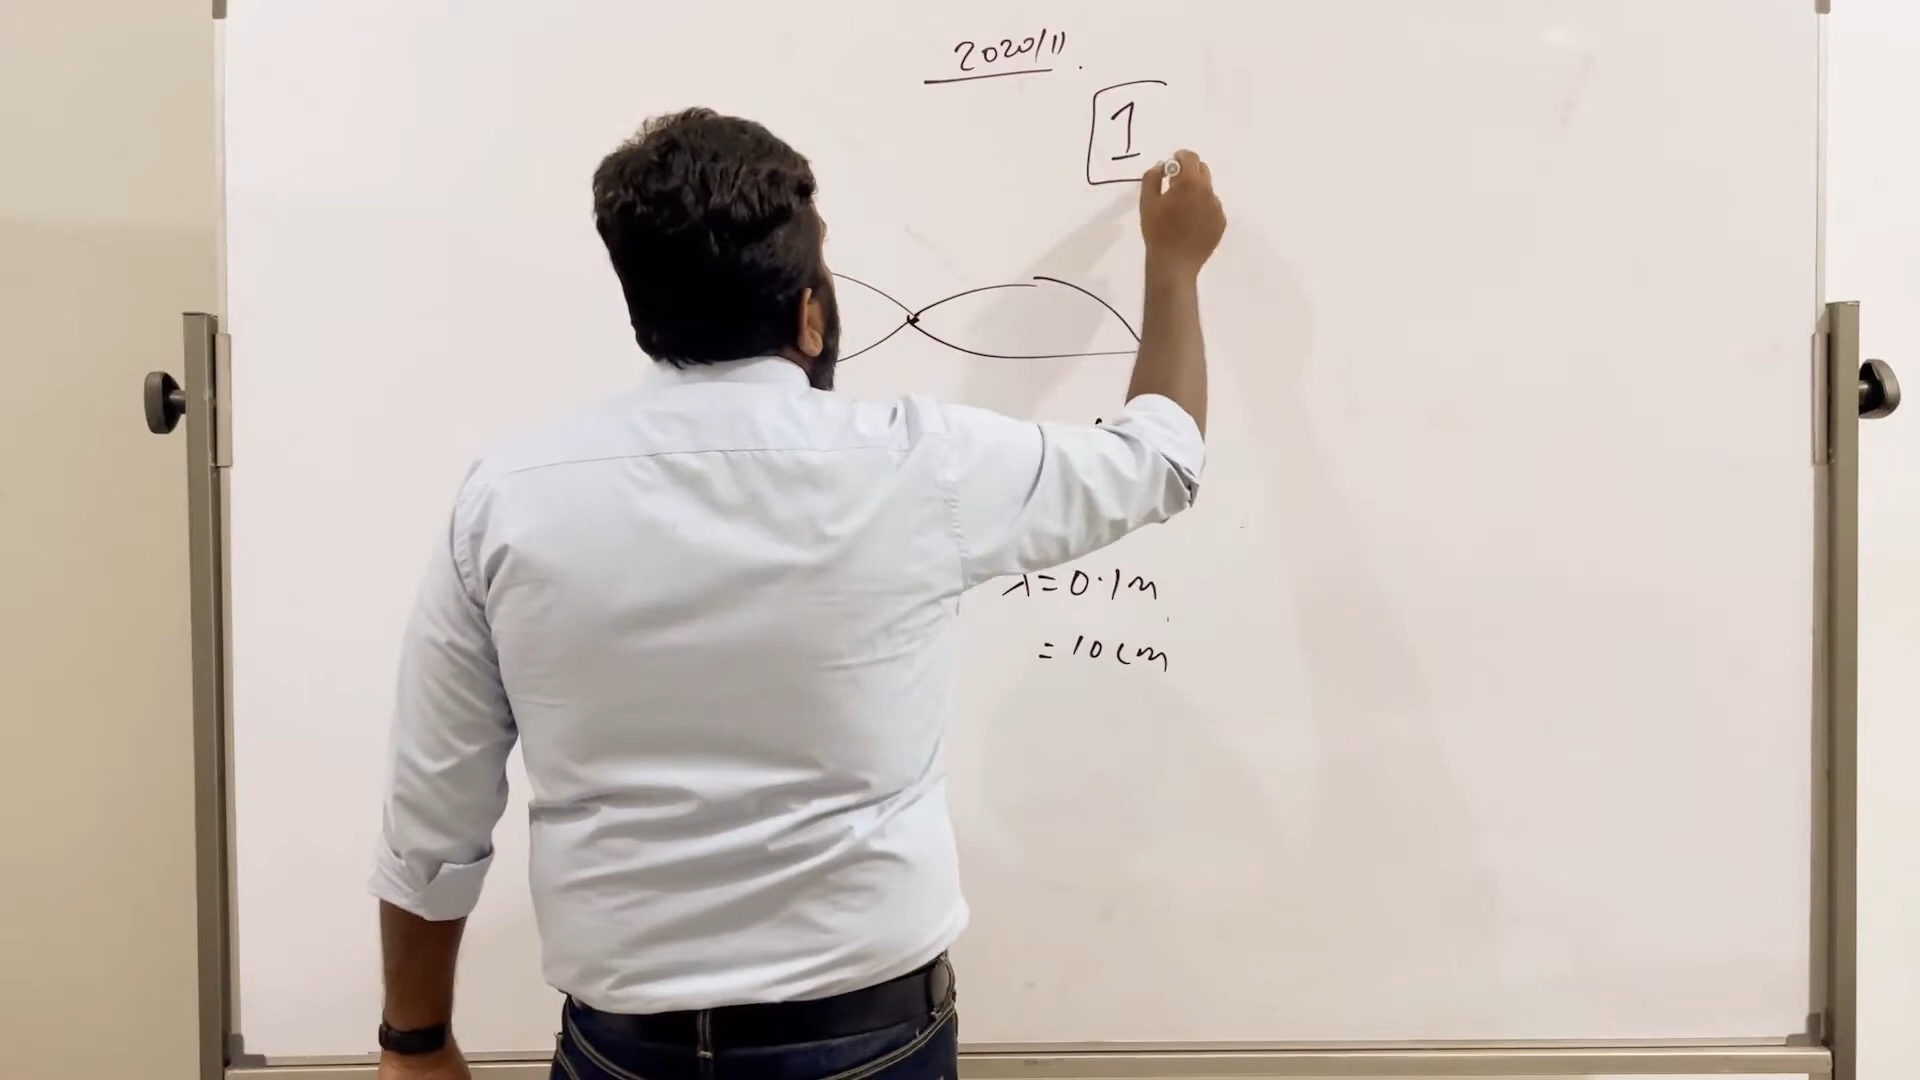 2020/11.
1
λ = 0.1m
= 10 cm